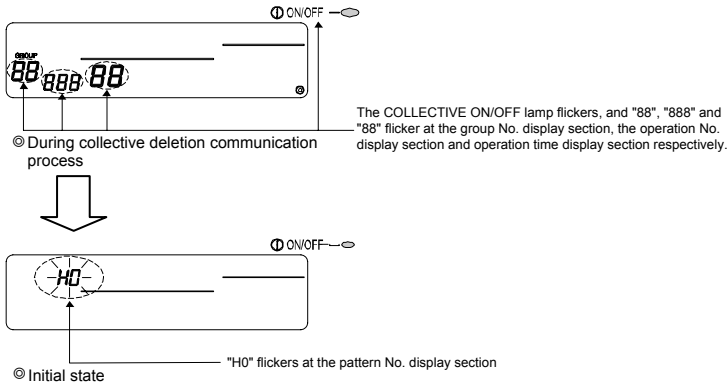 ON/OFF
GROUP
88 888 88
The COLLECTIVE ON/OFF lamp flickers, and "88", "888" and
"88" flicker at the group No. display section, the operation No.
display section and operation time display section respectively.
◎ During collective deletion communication
process
ON/OFF
H0
"H0" flickers at the pattern No. display section
◎ Initial state